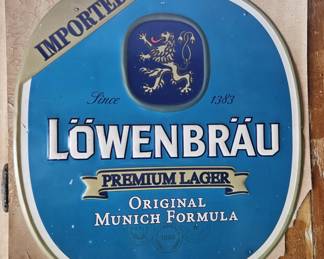 IMPORTED
Since 1383
LÖWENBRÄU
PREMIUM LAGER
ORIGINAL
MUNICH FORMULA